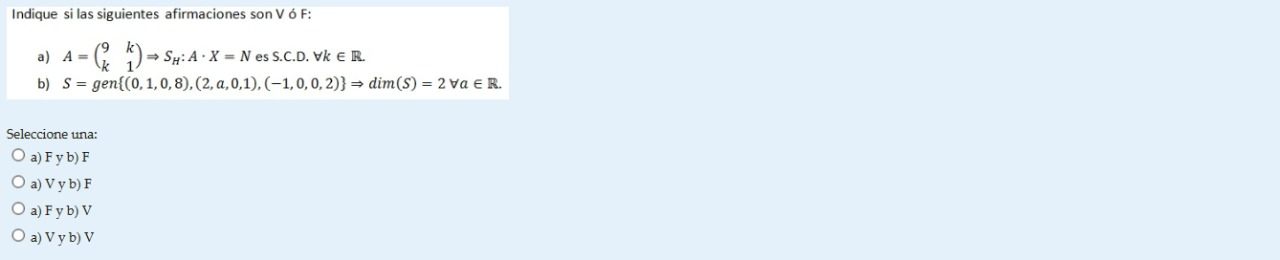 Indique si las siguientes afirmaciones son V ó F:
a) A = (9 k
k 1) ⇒ S_H: A · X = N es S.C.D. ∀k ∈ ℝ.
b) S = gen{(0, 1, 0, 8), (2, a, 0,1), (−1, 0, 0, 2)} ⇒ dim(S) = 2 ∀a ∈ ℝ.
Seleccione una:
a) F y b) F
a) V y b) F
a) F y b) V
a) V y b) V